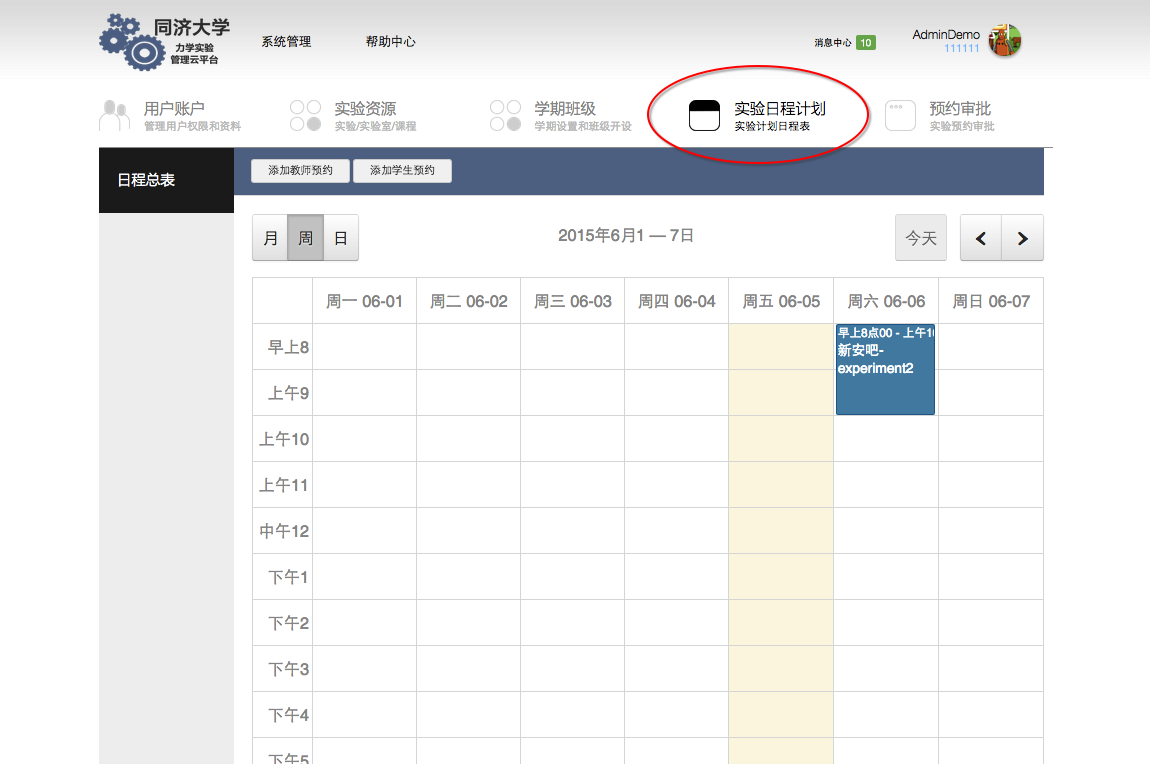 同济大学
力学实验
管理云平台
系统管理
帮助中心
消息中心 10
AdminDemo
111111
用户账户
管理用户权限和资料
实验资源
实验/实验室/课程
学期班级
学期设置和班级开设
实验日程计划
实验计划日程表
预约审批
实验预约审批
日程总表
添加教师预约
添加学生预约
月 周 日
2015年6月1 — 7日
今天
周一 06-01 周二 06-02 周三 06-03 周四 06-04 周五 06-05 周六 06-06 周日 06-07
早上8
早上8点00 - 上午1
新安吧-
experiment2
上午9
上午10
上午11
中午12
下午1
下午2
下午3
下午4
下午5